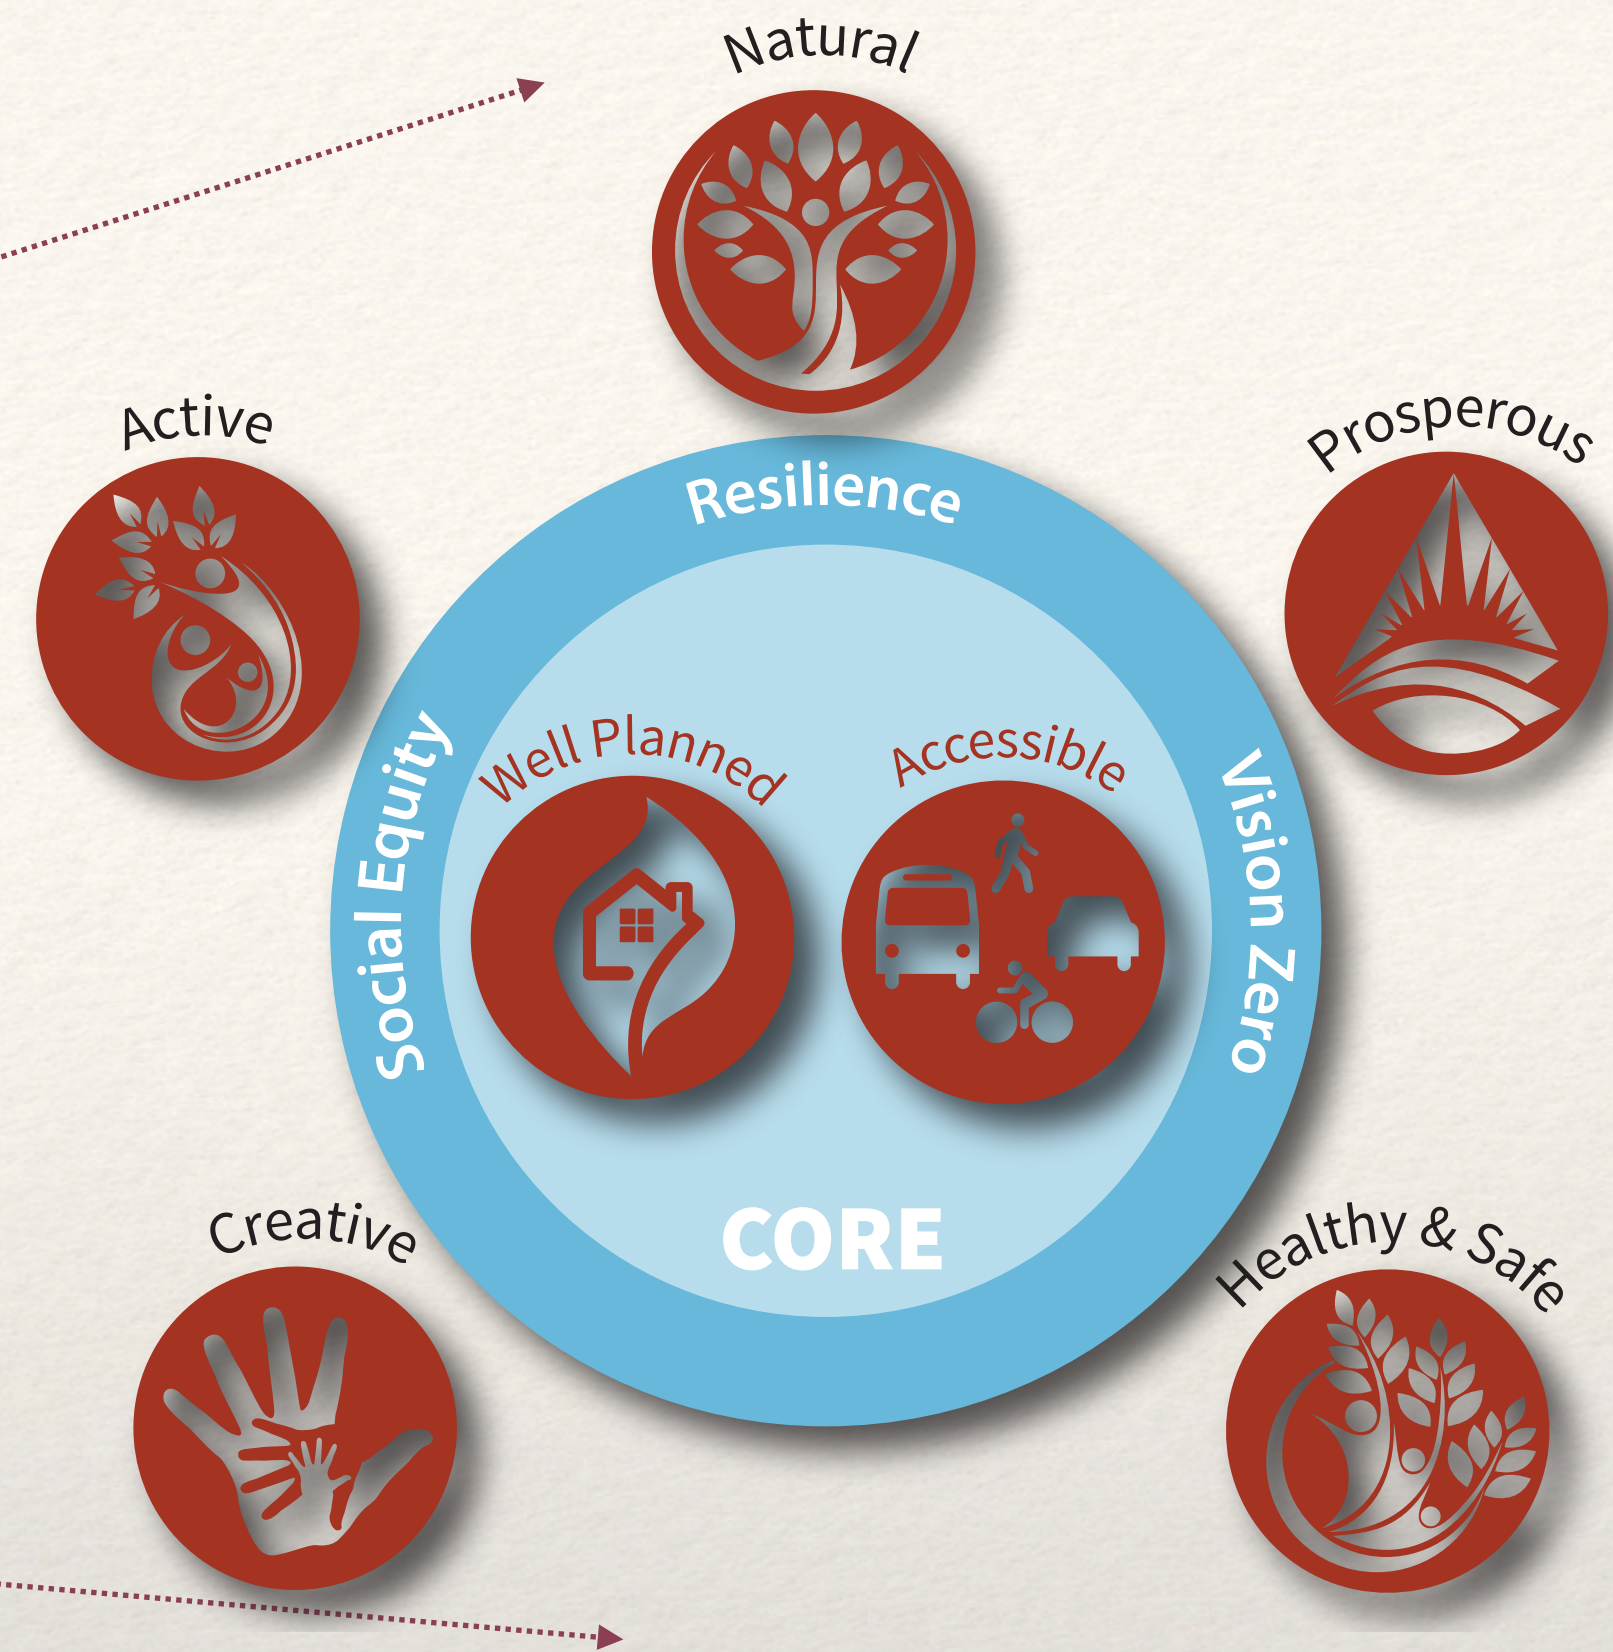 Natural
Active
Prosperous
Resilience
Social Equity
Well Planned
Accessible
Vision Zero
CORE
Creative
Healthy & Safe